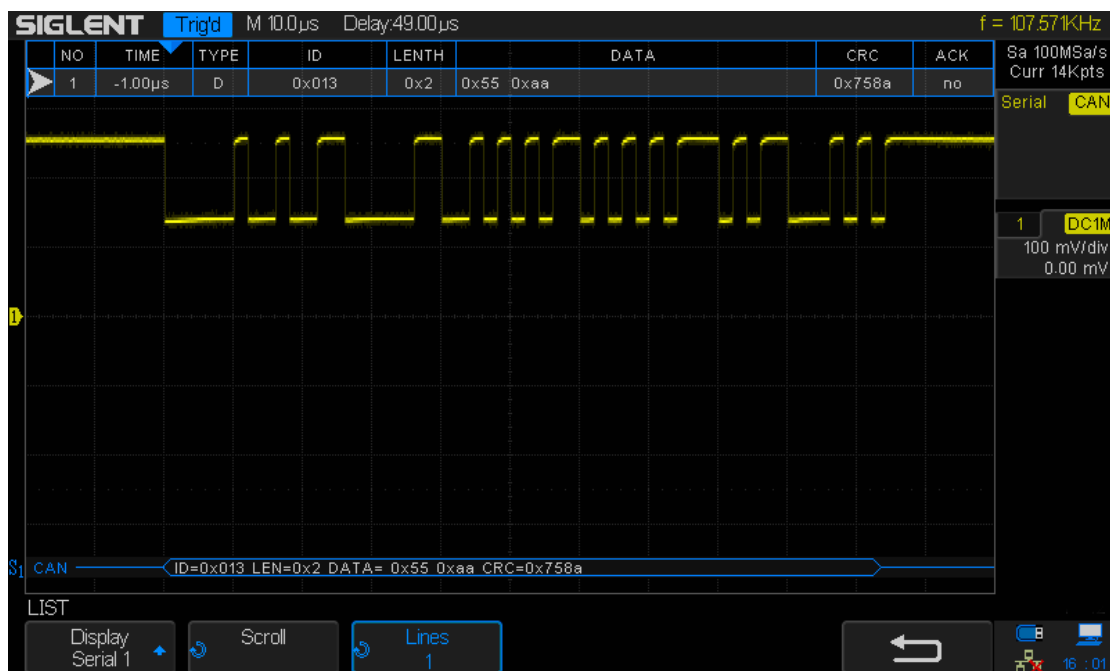 SIGLENT Trig'd M 10.0µs Delay:49.00µs f = 107.571KHz
NO TIME TYPE ID LENTH DATA CRC ACK
1 -1.00µs D 0x013 0x2 0x55 0xaa 0x758a no
Sa 100MSa/s
Curr 14Kpts
Serial CAN
1 DC1M
100 mV/div
0.00 mV
1
S1 CAN ID=0x013 LEN=0x2 DATA= 0x55 0xaa CRC=0x758a
LIST
Display
Serial 1
Scroll
Lines
1
16 : 01